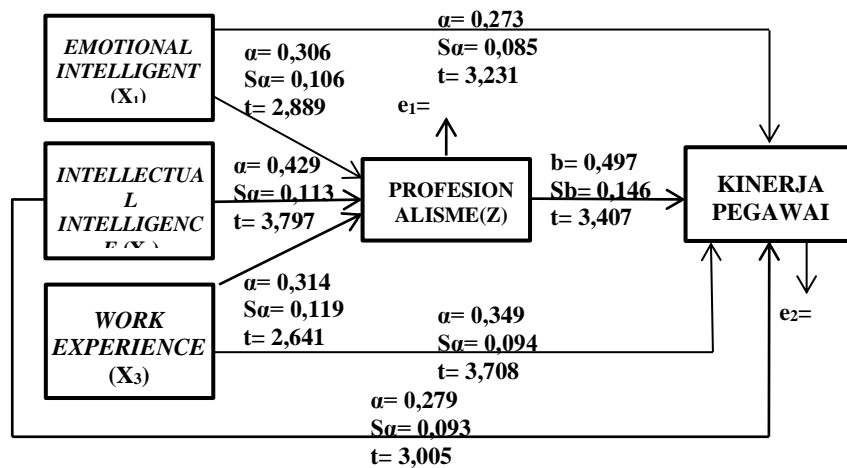 EMOTIONAL
INTELLIGENT
(X₁)
α= 0,306
Sα= 0,106
t= 2,889
α= 0,273
Sα= 0,085
t= 3,231
e₁=
INTELLECTUA
L
INTELLIGENC
E (X
α= 0,429
Sα= 0,113
t= 3,797
PROFESION
ALISME(Z)
b= 0,497
Sb= 0,146
t= 3,407
KINERJA
PEGAWAI
WORK
EXPERIENCE
(X₃)
α= 0,314
Sα= 0,119
t= 2,641
α= 0,349
Sα= 0,094
t= 3,708
e₂=
α= 0,279
Sα= 0,093
t= 3,005